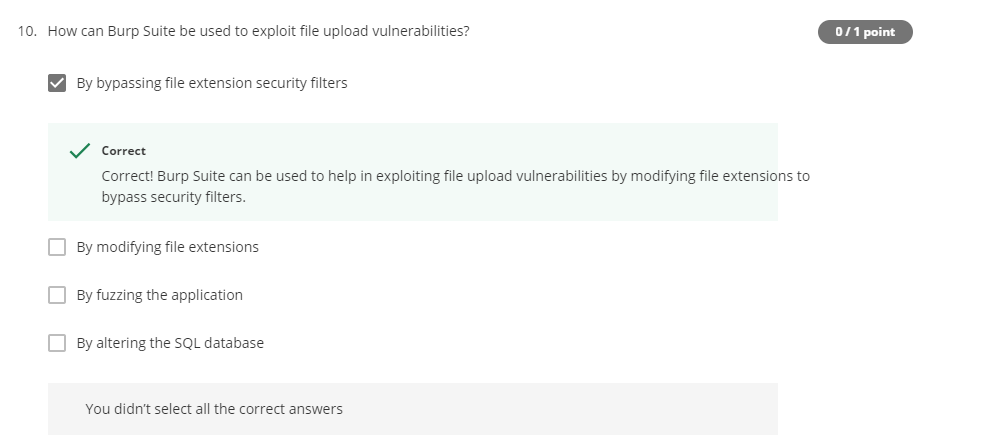 10. How can Burp Suite be used to exploit file upload vulnerabilities?
0 / 1 point
By bypassing file extension security filters
Correct
Correct! Burp Suite can be used to help in exploiting file upload vulnerabilities by modifying file extensions to
bypass security filters.
By modifying file extensions
By fuzzing the application
By altering the SQL database
You didn’t select all the correct answers